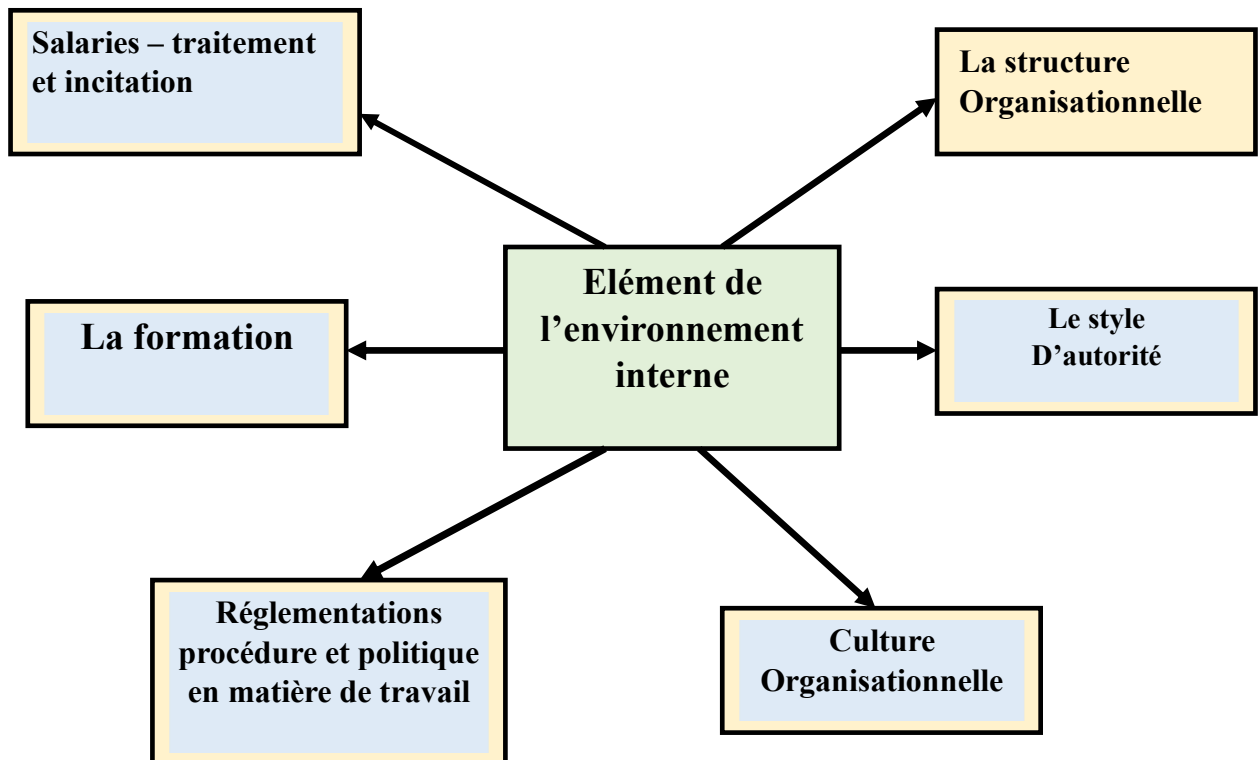 Salaries – traitement
et incitation
La structure
Organisationnelle
Elément de
l’environnement
interne
La formation
Le style
D’autorité
Réglementations
procédure et politique
en matière de travail
Culture
Organisationnelle